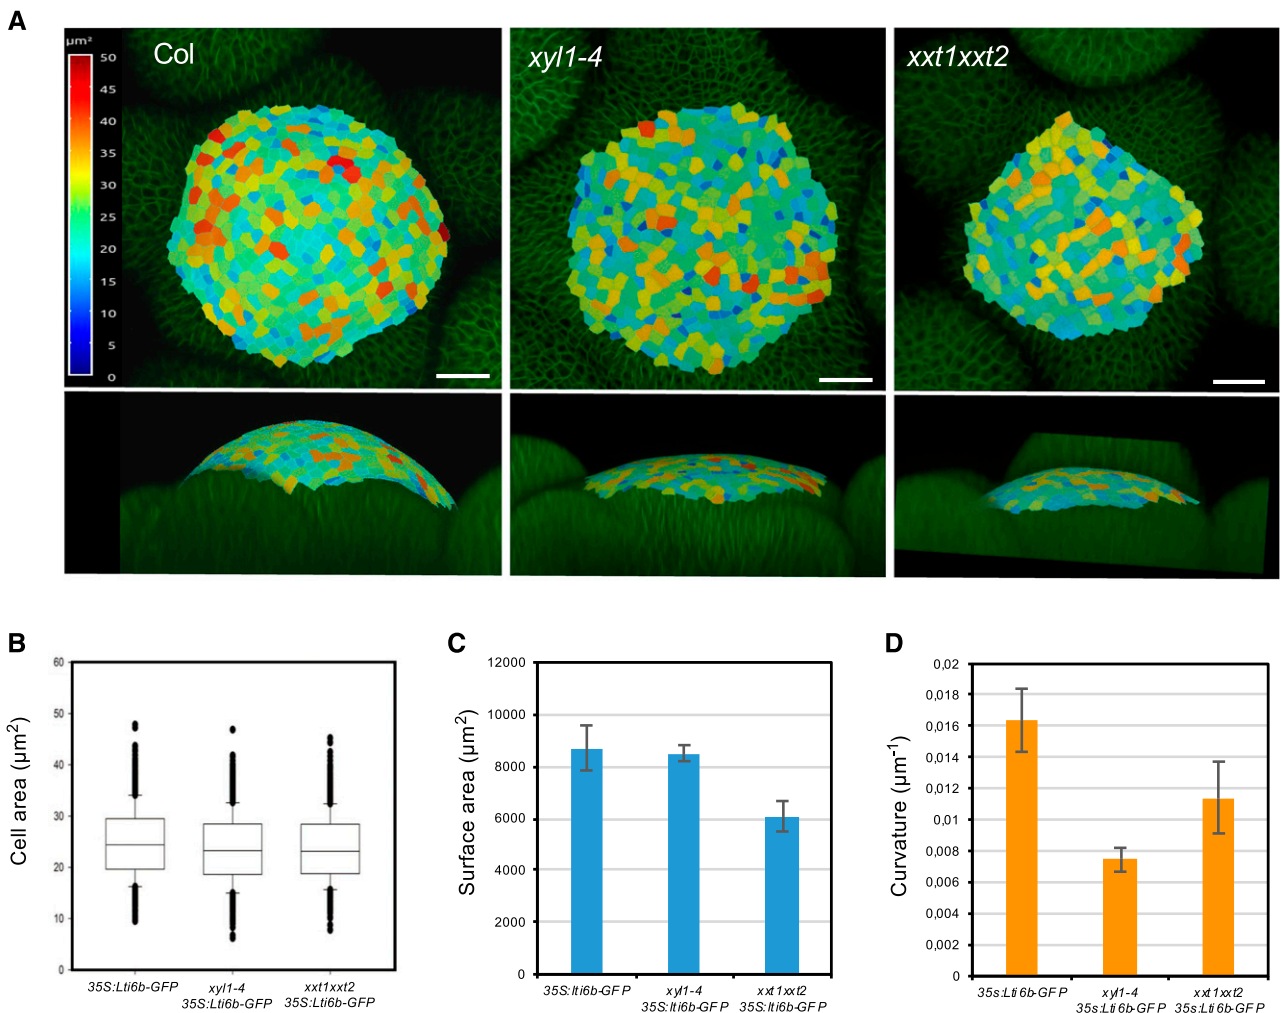 A
µm²
50
45
40
35
30
25
20
15
10
5
0
Col
xyl1-4
xxt1xxt2
B
Cell area (µm²)
60
50
40
30
20
10
0
35S:Lti6b-GFP
xyl1-4
35S:Lti6b-GFP
xxt1xxt2
35S:Lti6b-GFP
C
Surface area (µm²)
12000
10000
8000
6000
4000
2000
0
35S:lti6b-GFP
xyl1-4
35S:lti6b-GFP
xxt1xxt2
35S:lti6b-GFP
D
Curvature (µm-1)
0,02
0,018
0,016
0,014
0,012
0,01
0,008
0,006
0,004
0,002
0
35s:Lti6b-GFP
xyl1-4
35s:Lti6b-GFP
xxt1xxt2
35s:Lti6b-GFP